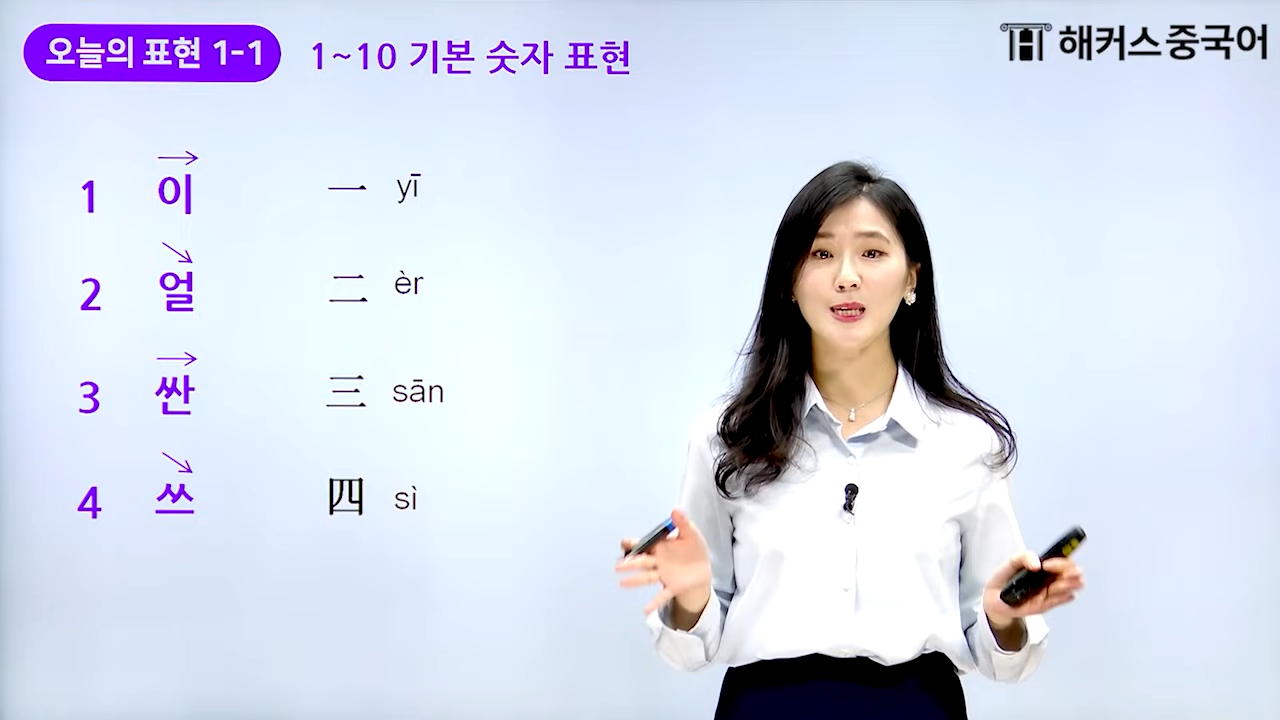 오늘의 표현 1-1
1~10 기본 숫자 표현
해커스중국어
1 이 一 yī
2 얼 二 èr
3 싼 三 sān
4 쓰 四 sì